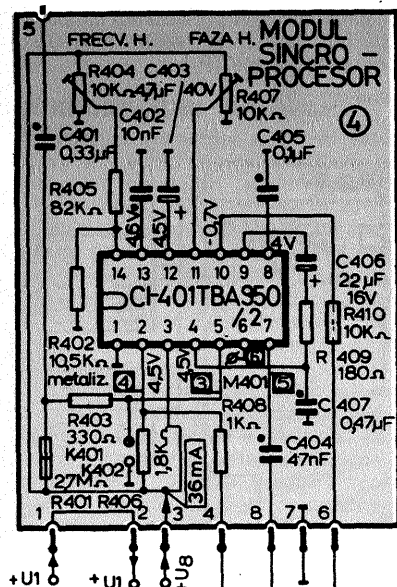 5
MODUL
SINCRO-
PROCESOR
4
FRECV. H.
FAZA H.
R404
10KΩ
C403
47µF
40V
R407
10KΩ
C402
10nF
C401
0,33µF
C405
0,1µF
R405
82KΩ
4,6V
4,5V
-0,7V
4V
C406
22µF
16V
R410
10KΩ
14 13 12 11 10 9 8
CI-401TBA950
/2
1 2 3 4 5 6 7
R402
10,5KΩ
metaliz.
4
4,5V
4,5V
3
6
M401
5
R409
180Ω
C407
0,47µF
R403
330Ω
K401
K402
27MΩ
1,8KΩ
36mA
R408
1KΩ
C404
47nF
R401 R406
1 2 3 4 8 7 6
+U1
+U1
+U8